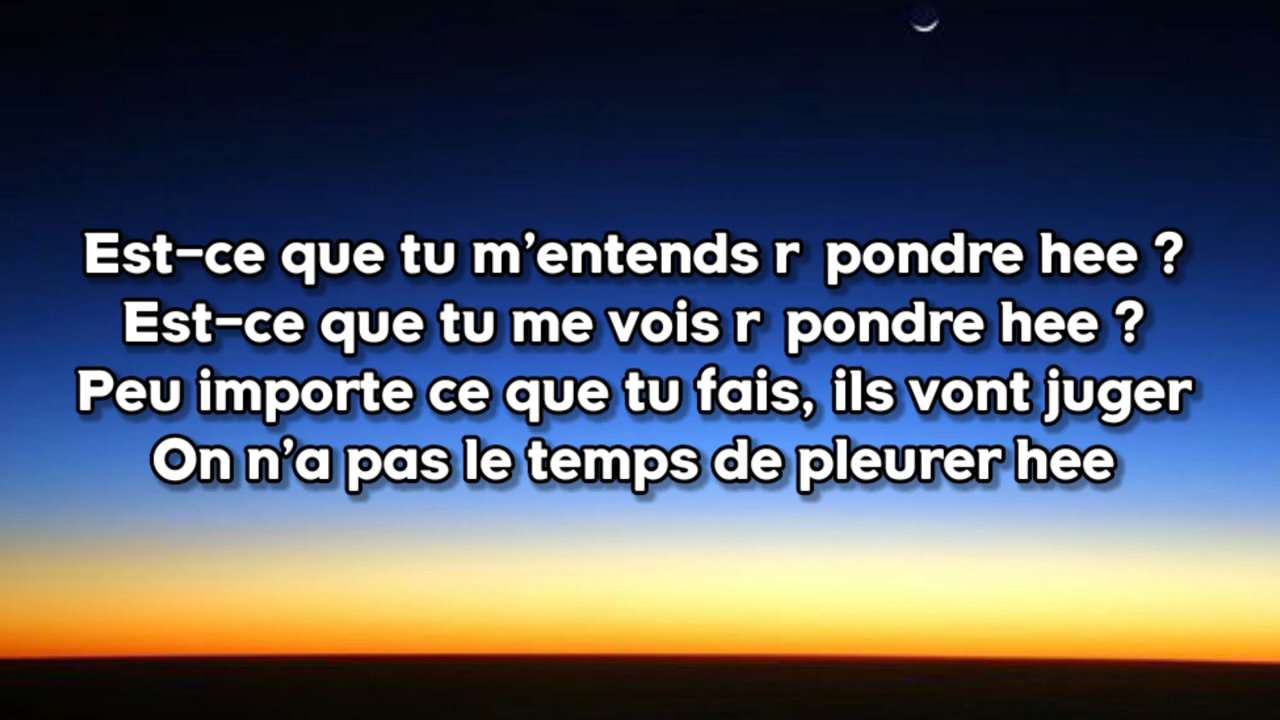 Est-ce que tu m’entends r pondre hee ?
Est-ce que tu me vois r pondre hee ?
Peu importe ce que tu fais, ils vont juger
On n’a pas le temps de pleurer hee